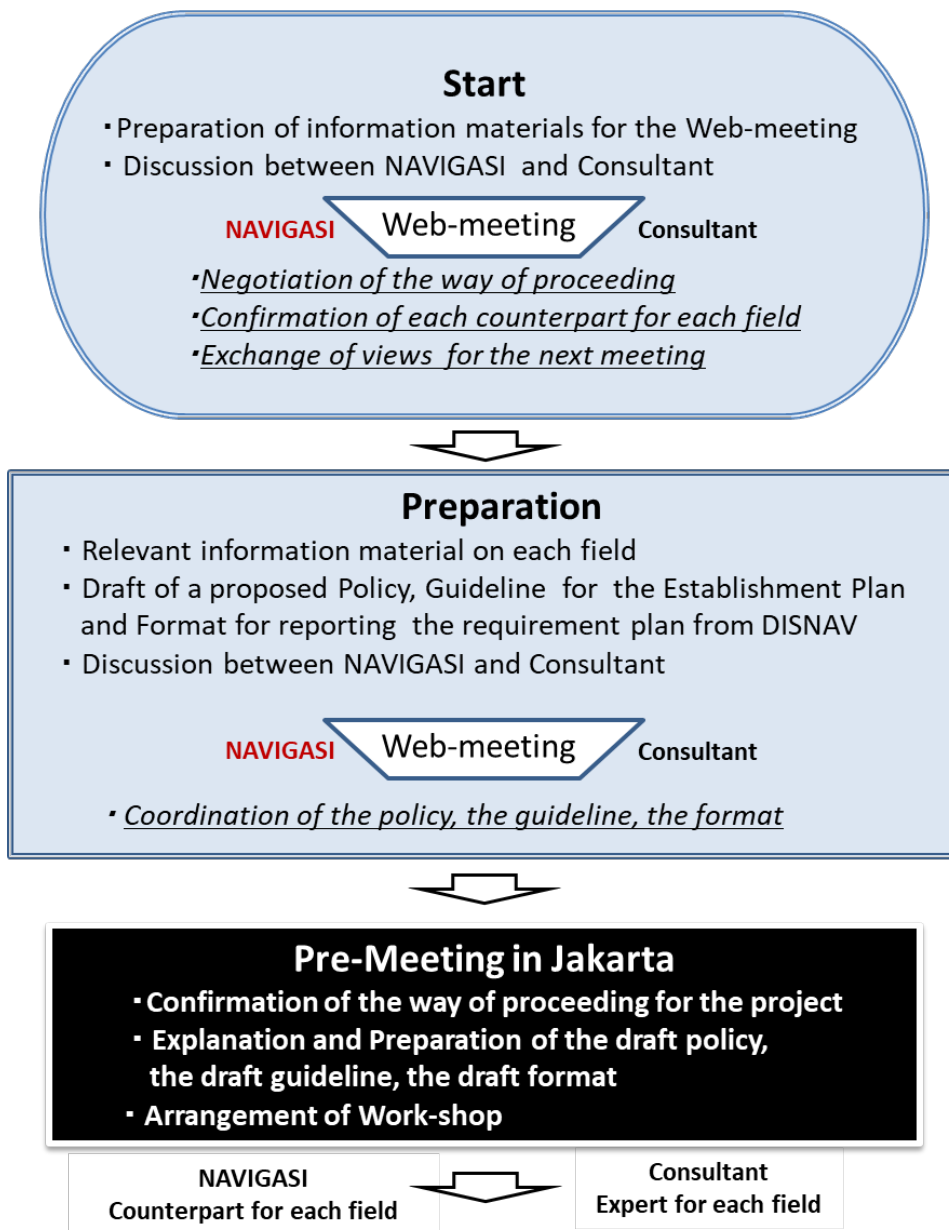 Start
・Preparation of information materials for the Web-meeting
・ Discussion between NAVIGASI and Consultant
NAVIGASI Web-meeting Consultant
・Negotiation of the way of proceeding
・Confirmation of each counterpart for each field
・Exchange of views for the next meeting
Preparation
・ Relevant information material on each field
・ Draft of a proposed Policy, Guideline for the Establishment Plan
and Format for reporting the requirement plan from DISNAV
・ Discussion between NAVIGASI and Consultant
NAVIGASI Web-meeting Consultant
・ Coordination of the policy, the guideline, the format
Pre-Meeting in Jakarta
・Confirmation of the way of proceeding for the project
・ Explanation and Preparation of the draft policy,
the draft guideline, the draft format
・ Arrangement of Work-shop
NAVIGASI
Counterpart for each field
Consultant
Expert for each field